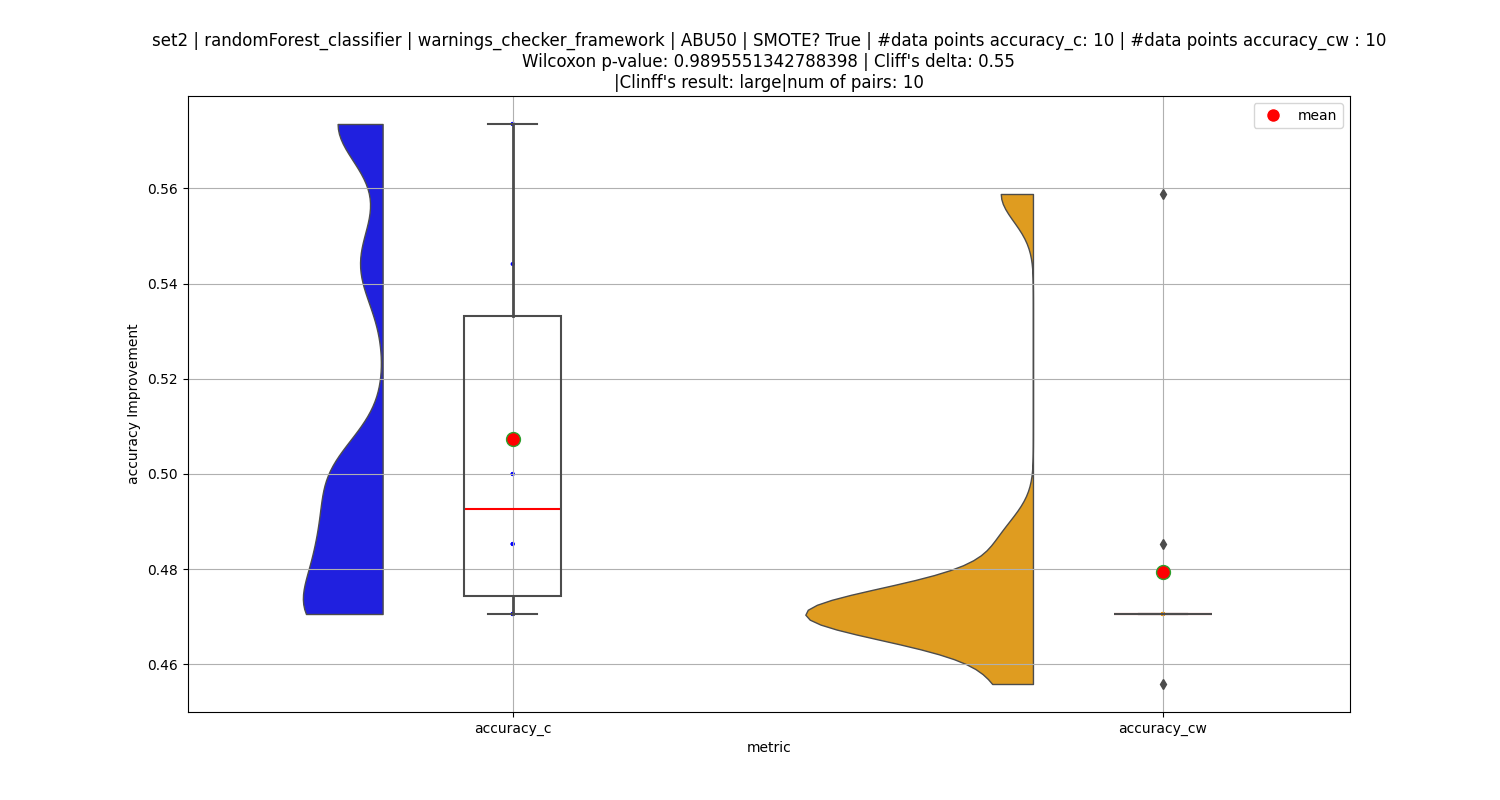 set2 | randomForest_classifier | warnings_checker_framework | ABU50 | SMOTE? True | #data points accuracy_c: 10 | #data points accuracy_cw : 10
Wilcoxon p-value: 0.9895551342788398 | Cliff's delta: 0.55
|Clinff's result: large|num of pairs: 10
mean
0.56
0.54
0.52
0.50
0.48
0.46
accuracy Improvement
accuracy_c
accuracy_cw
metric